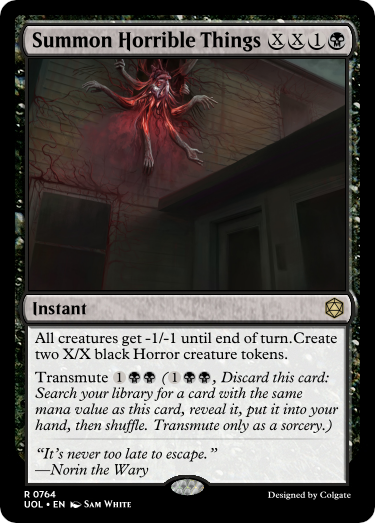 Summon Horrible Things XX1
Instant
All creatures get -1/-1 until end of turn.Create
two X/X black Horror creature tokens.
Transmute 1 (1, Discard this card:
Search your library for a card with the same
mana value as this card, reveal it, put it into your
hand, then shuffle. Transmute only as a sorcery.)
“It’s never too late to escape.”
—Norin the Wary
R 0764
UOL • EN Sam White
Designed by Colgate